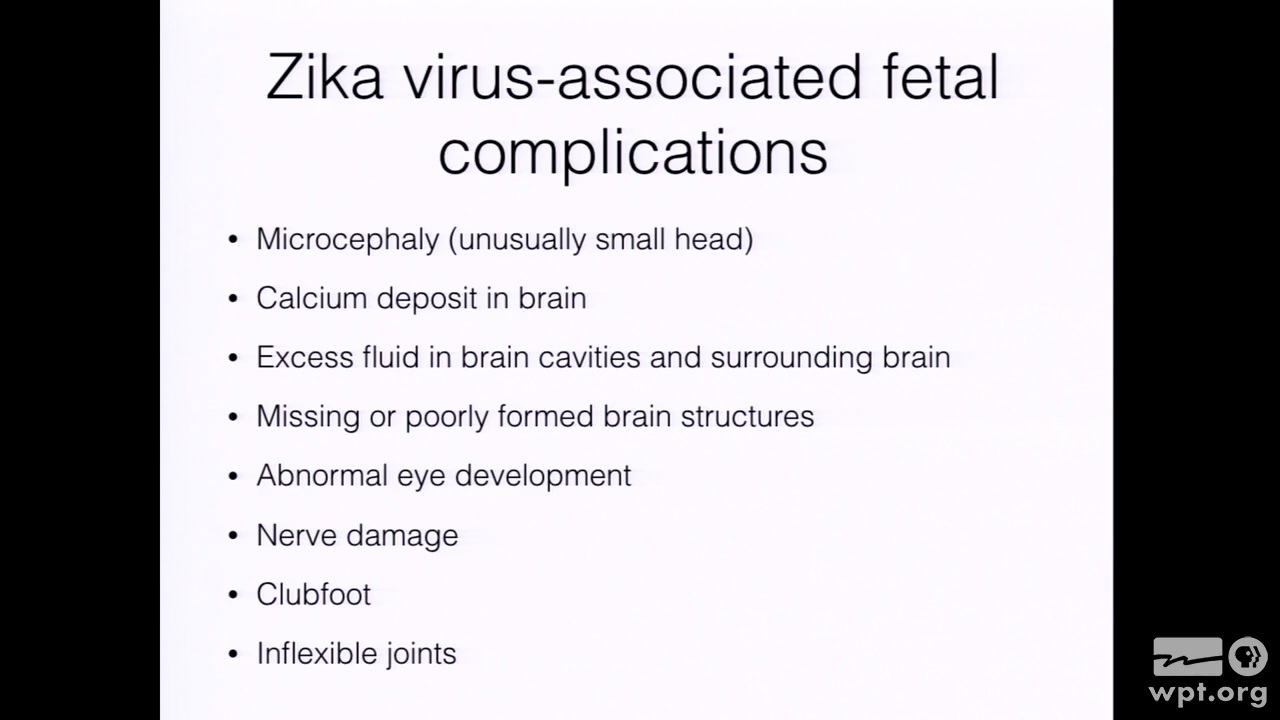 Zika virus-associated fetal
complications
• Microcephaly (unusually small head)
• Calcium deposit in brain
• Excess fluid in brain cavities and surrounding brain
• Missing or poorly formed brain structures
• Abnormal eye development
• Nerve damage
• Clubfoot
• Inflexible joints
wpt.org